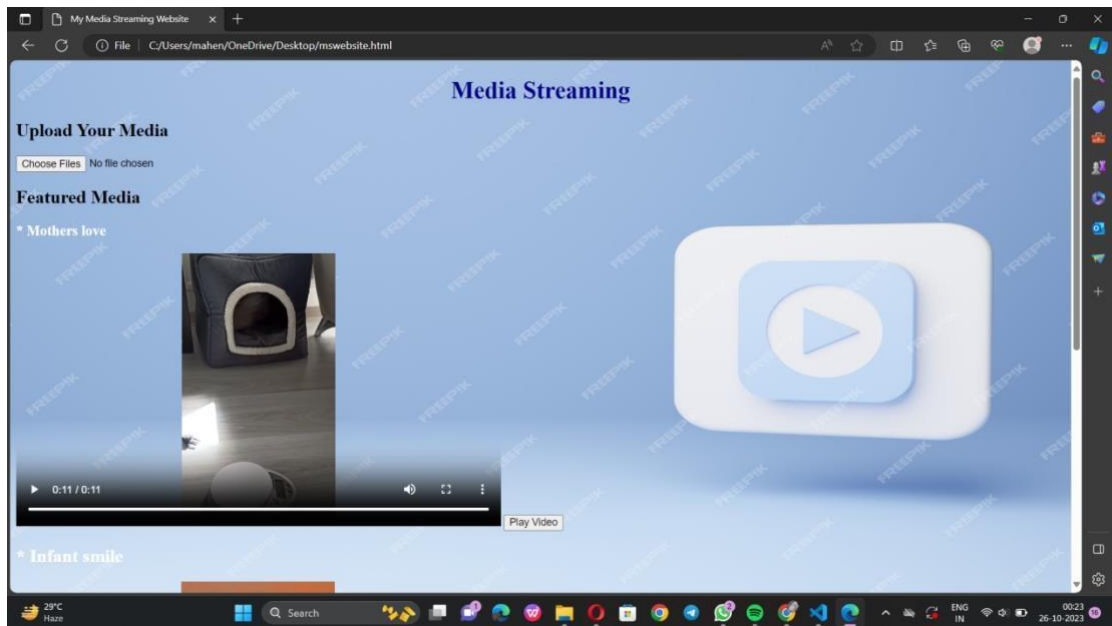 My Media Streaming Website
File C:/Users/mahen/OneDrive/Desktop/mswebsite.html
Media Streaming
Upload Your Media
Choose Files No file chosen
Featured Media
* Mothers love
0:11 / 0:11
Play Video
* Infant smile
FREEPIK
29°C
Haze
Search
ENG
IN
00:23
26-10-2023
16